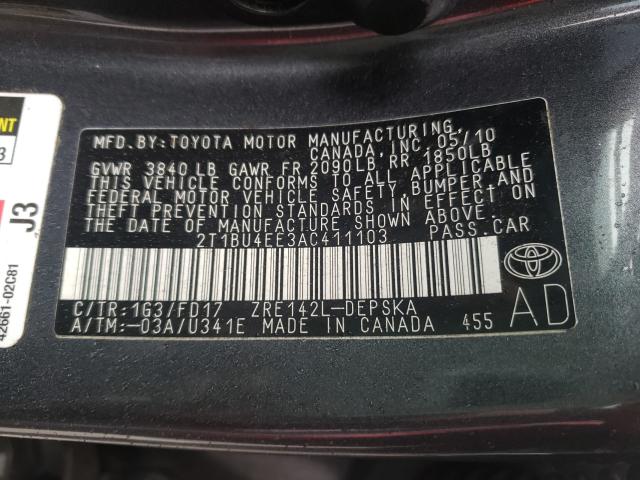 MFD. BY: TOYOTA MOTOR MANUFACTURING,
CANADA, INC. 05/10
GVWR 3840 LB GAWR FR 2090LB, RR 1850LB
THIS VEHICLE CONFORMS TO ALL APPLICABLE
FEDERAL MOTOR VEHICLE SAFETY, BUMPER, AND
THEFT PREVENTION STANDARDS IN EFFECT ON
THE DATE OF MANUFACTURE SHOWN ABOVE.
2T1BU4EE3AC411103 PASS. CAR
C/TR: 1G3/FD17 ZRE142L-DEPSKA
A/TM: -03A/U341E MADE IN CANADA 455
AD
J3
42661-02C81